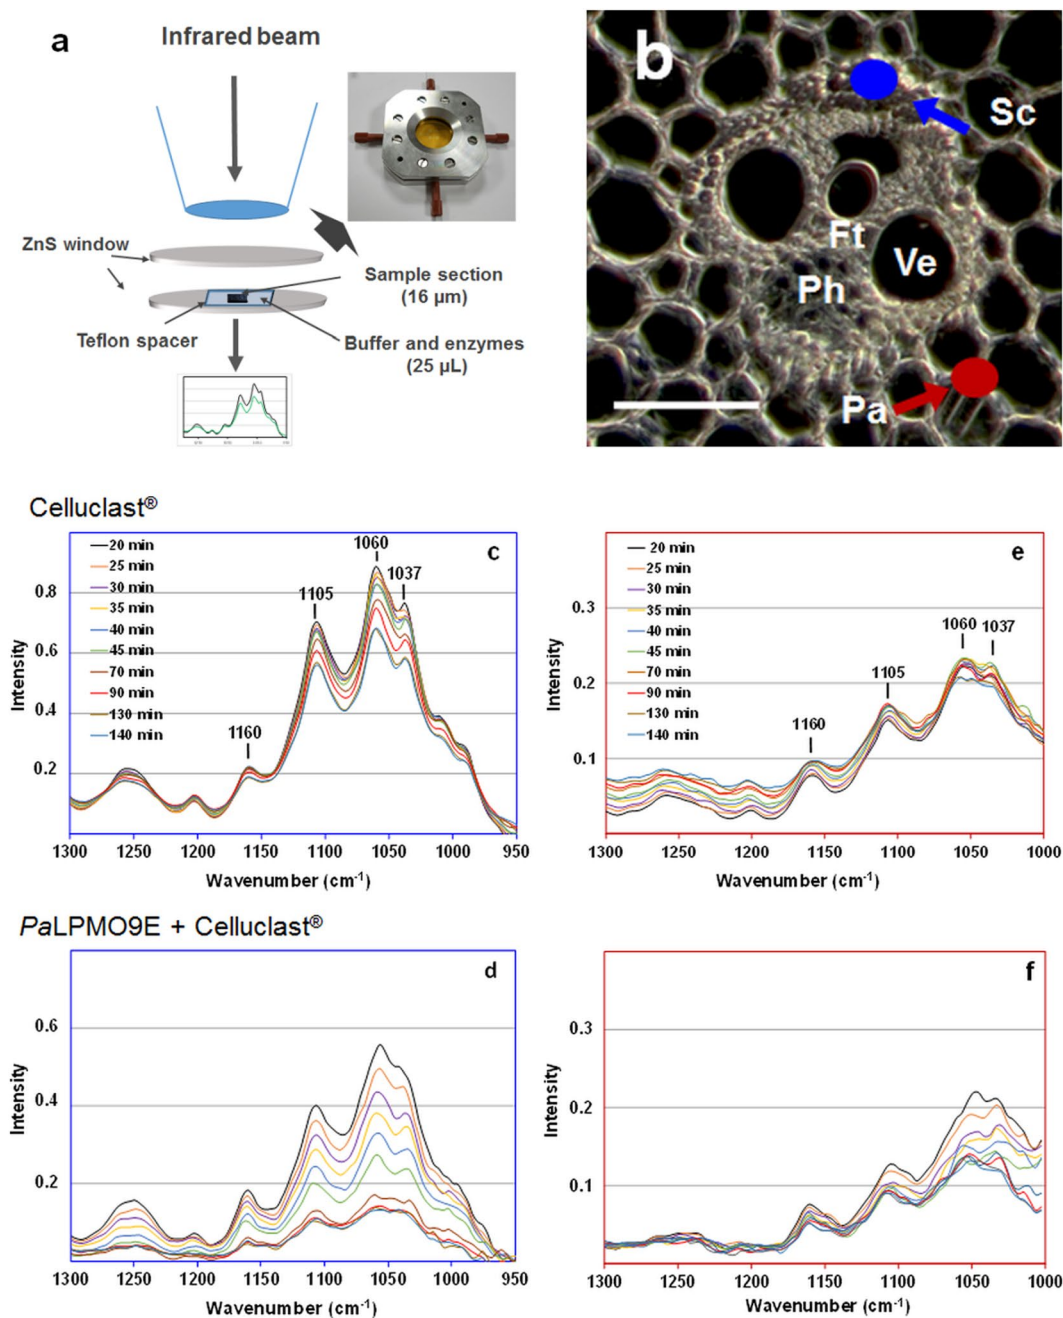 a
Infrared beam
ZnS window
Sample section
(16 µm)
Teflon spacer
Buffer and enzymes
(25 µL)
b
Sc
Ft
Ve
Ph
Pa
Celluclast®
c
20 min
25 min
30 min
35 min
40 min
45 min
70 min
90 min
130 min
140 min
1060
1037
1105
1160
0.8
0.6
0.4
0.2
Intensity
1300 1250 1200 1150 1100 1050 1000 950
Wavenumber (cm-1)
e
20 min
25 min
30 min
35 min
40 min
45 min
70 min
90 min
130 min
140 min
1060
1037
1105
1160
0.3
0.2
0.1
Intensity
1300 1250 1200 1150 1100 1050 1000
Wavenumber (cm-1)
PaLPMO9E + Celluclast®
d
0.6
0.4
0.2
Intensity
1300 1250 1200 1150 1100 1050 1000 950
Wavenumber (cm-1)
f
0.3
0.2
0.1
Intensity
1300 1250 1200 1150 1100 1050 1000
Wavenumber (cm-1)